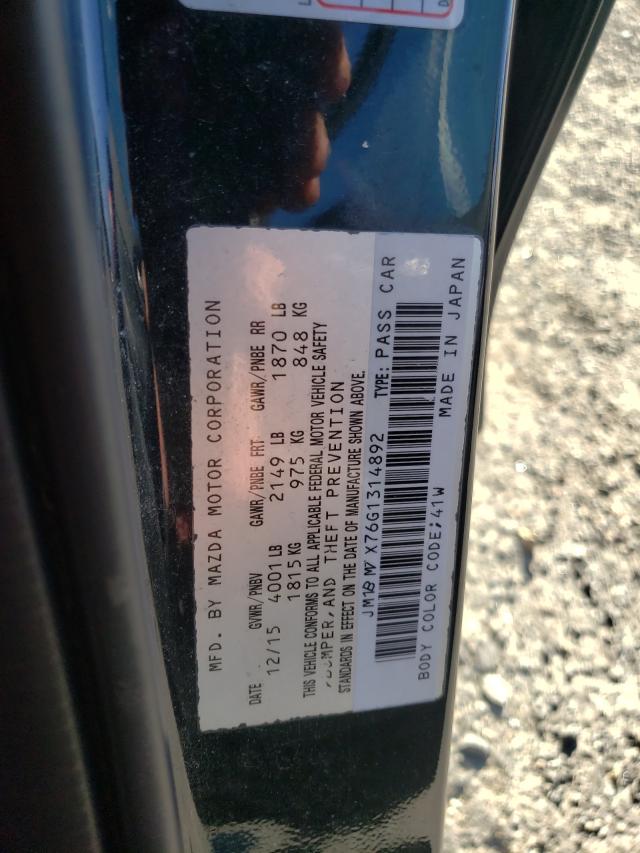 MFD. BY MAZDA MOTOR CORPORATION
DATE GVWR/PNBV GAWR/PNBE FRT GAWR/PNBE RR
12/15 4001 LB 2149 LB 1870 LB
1815 KG 975 KG 848 KG
THIS VEHICLE CONFORMS TO ALL APPLICABLE FEDERAL MOTOR VEHICLE SAFETY
AND THEFT PREVENTION
STANDARDS IN EFFECT ON THE DATE OF MANUFACTURE SHOWN ABOVE.
X76G1314892 TYPE: PASS CAR
BODY COLOR CODE;41W MADE IN JAPAN